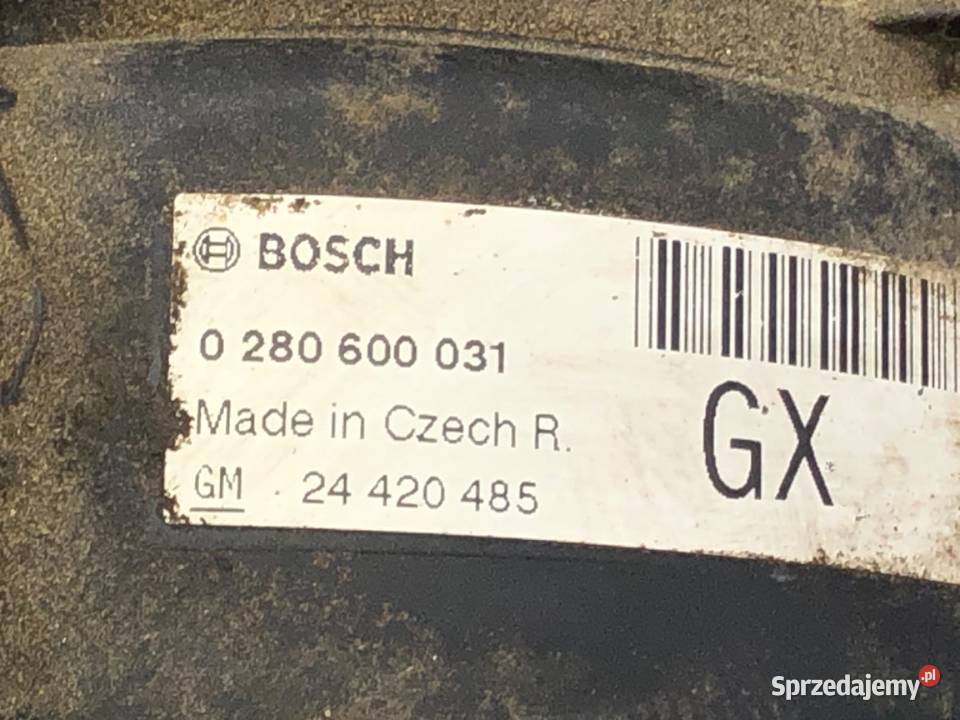 BOSCH
0 280 600 031
Made in Czech R.
GM 24 420 485
GX
Sprzedajemy.pl